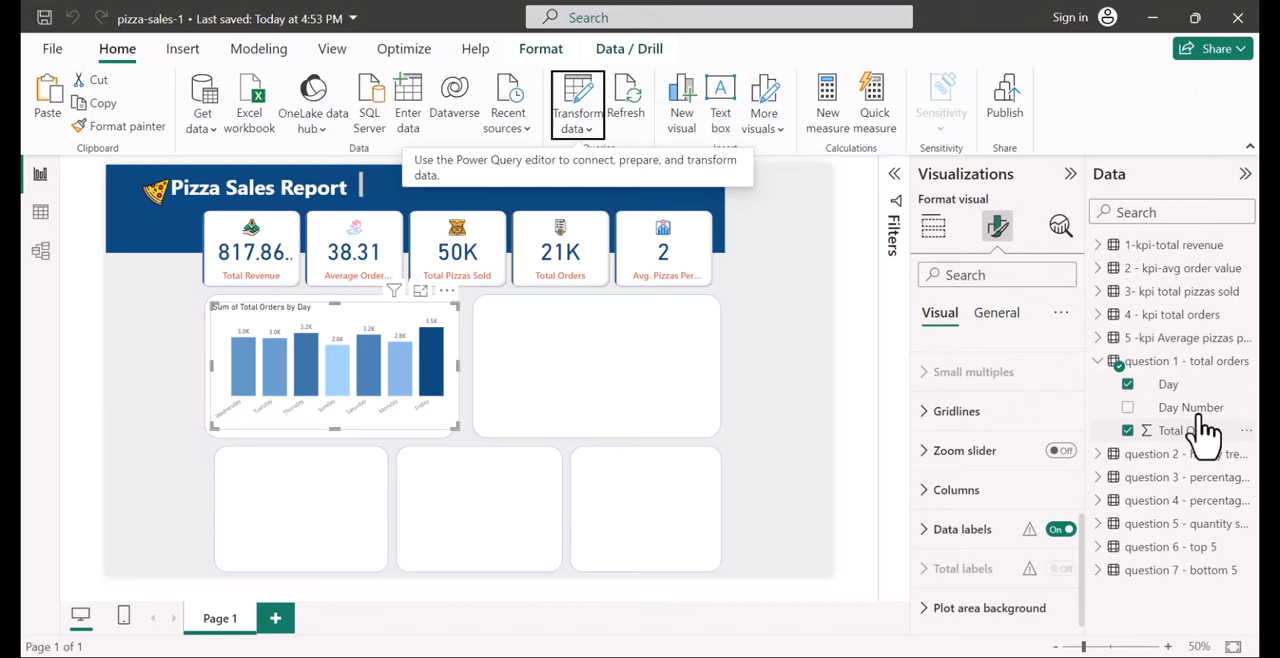 pizza-sales-1 • Last saved: Today at 4:53 PM
Search
Sign in
File Home Insert Modeling View Optimize Help Format Data / Drill
Share
Paste
Cut
Copy
Format painter
Clipboard
Get data
Excel workbook
OneLake data hub
SQL Server
Enter data
Dataverse
Recent sources
Data
Transform data
Refresh
New visual
Text box
More visuals
New measure
Quick measure
Calculations
Sensitivity
Sensitivity
Publish
Share
Use the Power Query editor to connect, prepare, and transform
data.
Pizza Sales Report
817.86..
Total Revenue
38.31
Average Order...
50K
Total Pizzas Sold
21K
Total Orders
2
Avg. Pizzas Per...
Sum of Total Orders by Day
3.0K 3.0K 3.2K 2.6K 3.2K 2.8K 3.5K
Wednesday Tuesday Thursday Sunday Saturday Monday Friday
Filters
Visualizations
Format visual
Search
Visual General
Small multiples
Gridlines
Zoom slider Off
Columns
Data labels On
Total labels Off
Plot area background
Data
Search
1-kpi-total revenue
2 - kpi-avg order value
3- kpi total pizzas sold
4 - kpi total orders
5 -kpi Average pizzas p...
question 1 - total orders
Day
Day Number
Σ Total
question 2 -
question 3 - percentag...
question 4 - percentag...
question 5 - quantity s...
question 6 - top 5
question 7 - bottom 5
Page 1
Page 1 of 1
- + 50%